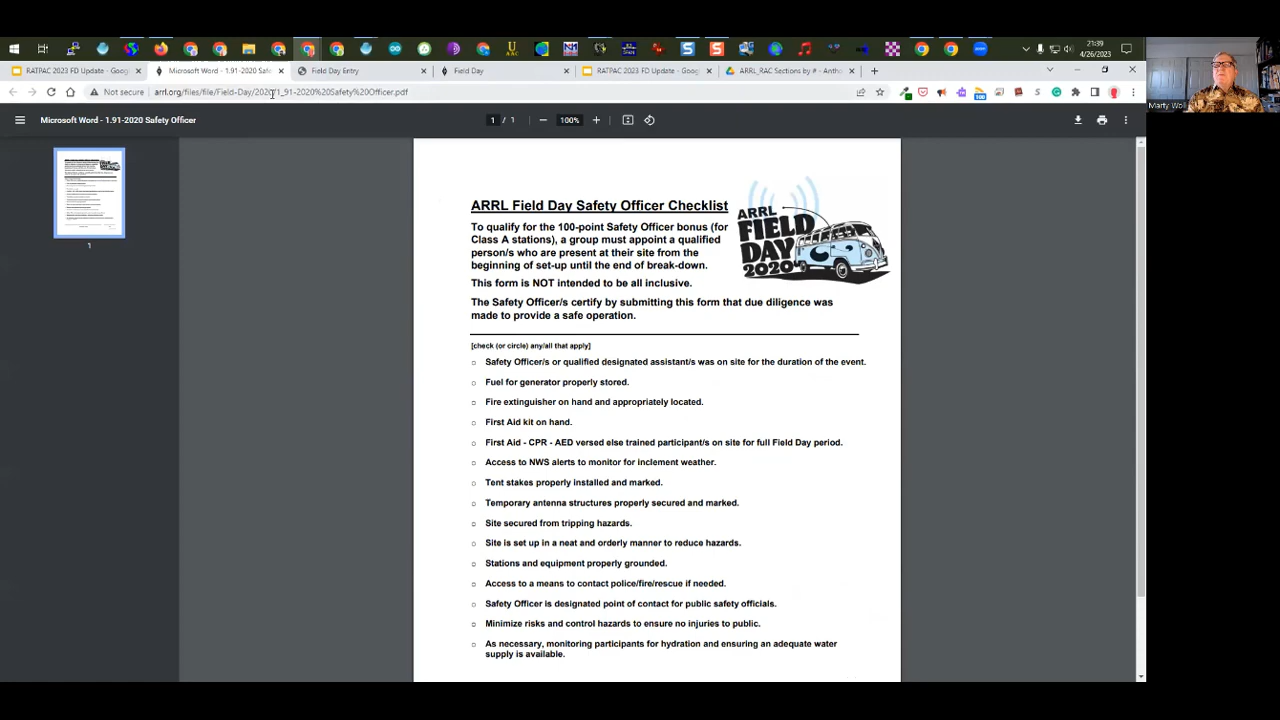 21:39
4/26/2023
RATPAC 2023 FD Update - Goog
Microsoft Word - 1.91-2020 Safe
Field Day Entry
Field Day
RATPAC 2023 FD Update - Goog
ARRL_RAC Sections by # - Antho
Not secure
arrl.org/files/file/Field-Day/2020/1_91-2020%20Safety%20Officer.pdf
Marty Wol
Microsoft Word - 1.91-2020 Safety Officer
1 / 1
100%
1
ARRL Field Day Safety Officer Checklist
To qualify for the 100-point Safety Officer bonus (for
Class A stations), a group must appoint a qualified
person/s who are present at their site from the
beginning of set-up until the end of break-down.
This form is NOT intended to be all inclusive.
The Safety Officer/s certify by submitting this form that due diligence was
made to provide a safe operation.
ARRL
FIELD
DAY
2020
[check (or circle) any/all that apply]
Safety Officer/s or qualified designated assistant/s was on site for the duration of the event.
Fuel for generator properly stored.
Fire extinguisher on hand and appropriately located.
First Aid kit on hand.
First Aid - CPR - AED versed else trained participant/s on site for full Field Day period.
Access to NWS alerts to monitor for inclement weather.
Tent stakes properly installed and marked.
Temporary antenna structures properly secured and marked.
Site secured from tripping hazards.
Site is set up in a neat and orderly manner to reduce hazards.
Stations and equipment properly grounded.
Access to a means to contact police/fire/rescue if needed.
Safety Officer is designated point of contact for public safety officials.
Minimize risks and control hazards to ensure no injuries to public.
As necessary, monitoring participants for hydration and ensuring an adequate water
supply is available.